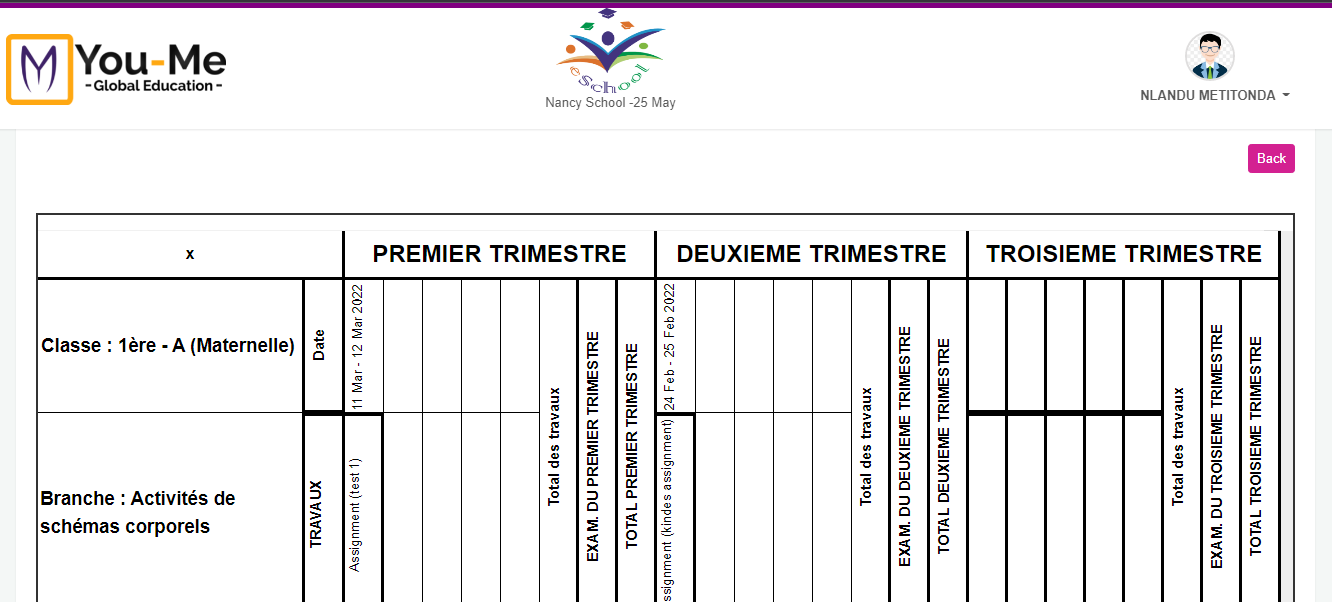 You-Me
-Global Education-
eSchool
Nancy School -25 May
NLANDU METITONDA
Back
x
PREMIER TRIMESTRE
DEUXIEME TRIMESTRE
TROISIEME TRIMESTRE
Classe : 1ère - A (Maternelle)
Date
11 Mar - 12 Mar 2022
Total des travaux
EXAM. DU PREMIER TRIMESTRE
TOTAL PREMIER TRIMESTRE
24 Feb - 25 Feb 2022
Total des travaux
EXAM. DU DEUXIEME TRIMESTRE
TOTAL DEUXIEME TRIMESTRE
Total des travaux
EXAM. DU TROISIEME TRIMESTRE
TOTAL TROISIEME TRIMESTRE
Branche : Activités de
schémas corporels
TRAVAUX
Assignment (test 1)
ssignment (kindes assignment)